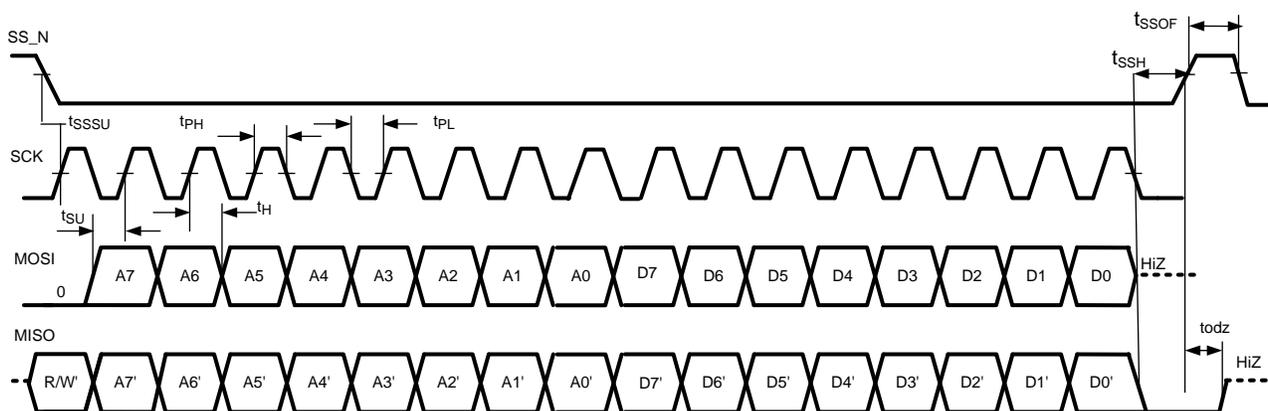 tSSOF
SS_N
tSSH
tSSSU
tPH
tPL
SCK
tSU
tH
MOSI
0
A7 A6 A5 A4 A3 A2 A1 A0 D7 D6 D5 D4 D3 D2 D1 D0
HiZ
MISO
todz
HiZ
R/W' A7' A6' A5' A4' A3' A2' A1' A0' D7' D6' D5' D4' D3' D2' D1' D0'